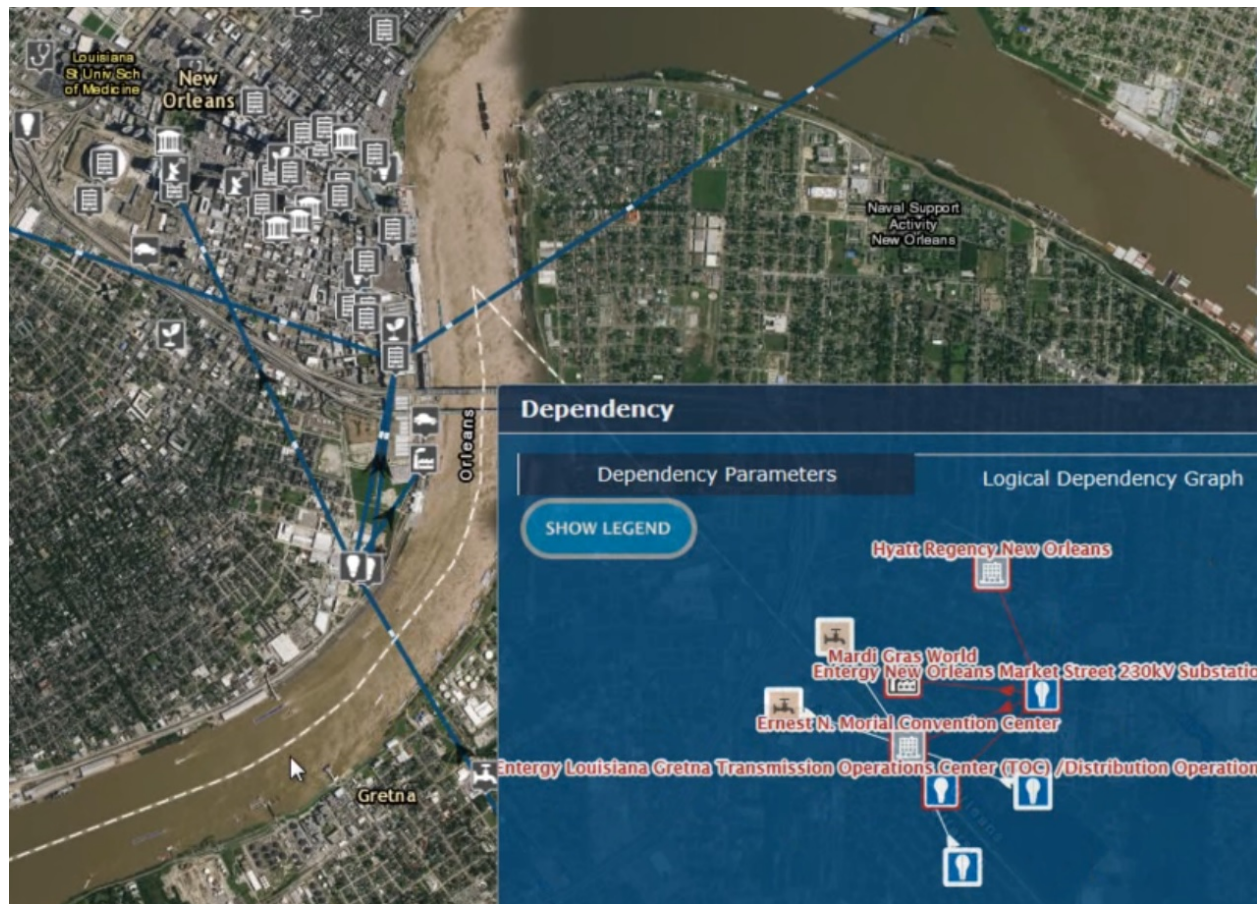 Louisiana
St Univ Sch
of Medicine
New
Orleans
Naval Support
Activity
New Orleans
Orleans
Gretna
Dependency
Dependency Parameters
Logical Dependency Graph
SHOW LEGEND
Hyatt Regency New Orleans
Mardi Gras World
Entergy New Orleans Market Street 230kV Substatio
Ernest N. Morial Convention Center
Entergy Louisiana Gretna Transmission Operations Center (TOC) /Distribution Operation